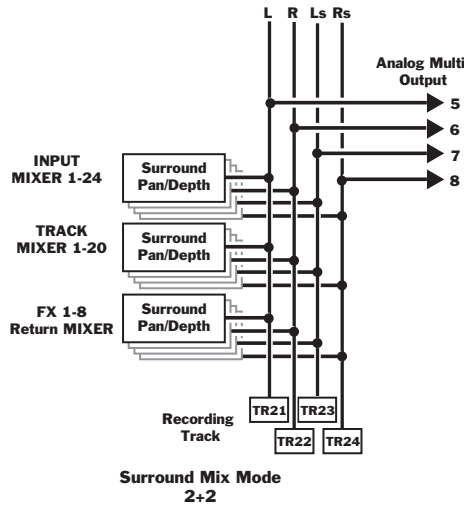 L R Ls Rs
Analog Multi
Output
5
6
7
8
INPUT
MIXER 1-24
Surround
Pan/Depth
TRACK
MIXER 1-20
Surround
Pan/Depth
FX 1-8
Return MIXER
Surround
Pan/Depth
Recording
Track
TR21 TR23
TR22 TR24
Surround Mix Mode
2+2